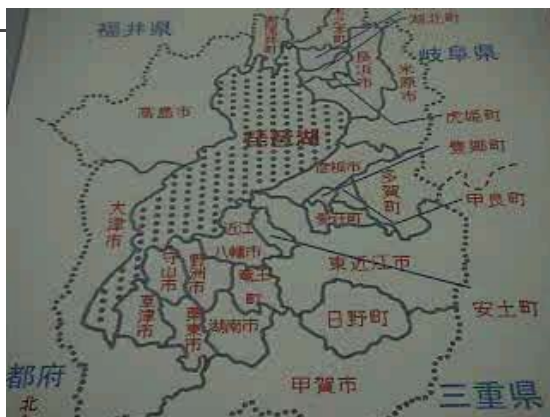 福井県
湖北町
岐阜県
長浜市
米原市
高島市
虎姫町
琵琶湖
豊郷町
彦根市
多賀町
甲良町
愛荘町
大津市
近江
八幡市
東近江市
守山市
野洲市
竜王
町
安土町
草津市
栗東市
湖南市
日野町
都府
甲賀市
三重県
北